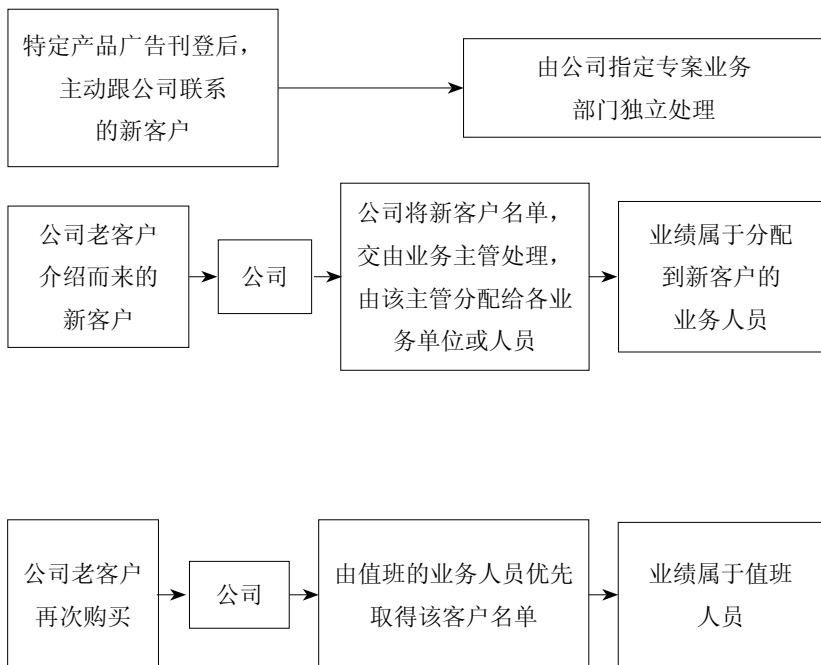 特定产品广告刊登后，
主动跟公司联系
的新客户
由公司指定专案业务
部门独立处理
公司老客户
介绍而来的
新客户
公司
公司将新客户名单，
交由业务主管处理，
由该主管分配给各业
务单位或人员
业绩属于分配
到新客户的
业务人员
公司老客户
再次购买
公司
由值班的业务人员优先
取得该客户名单
业绩属于值班
人员